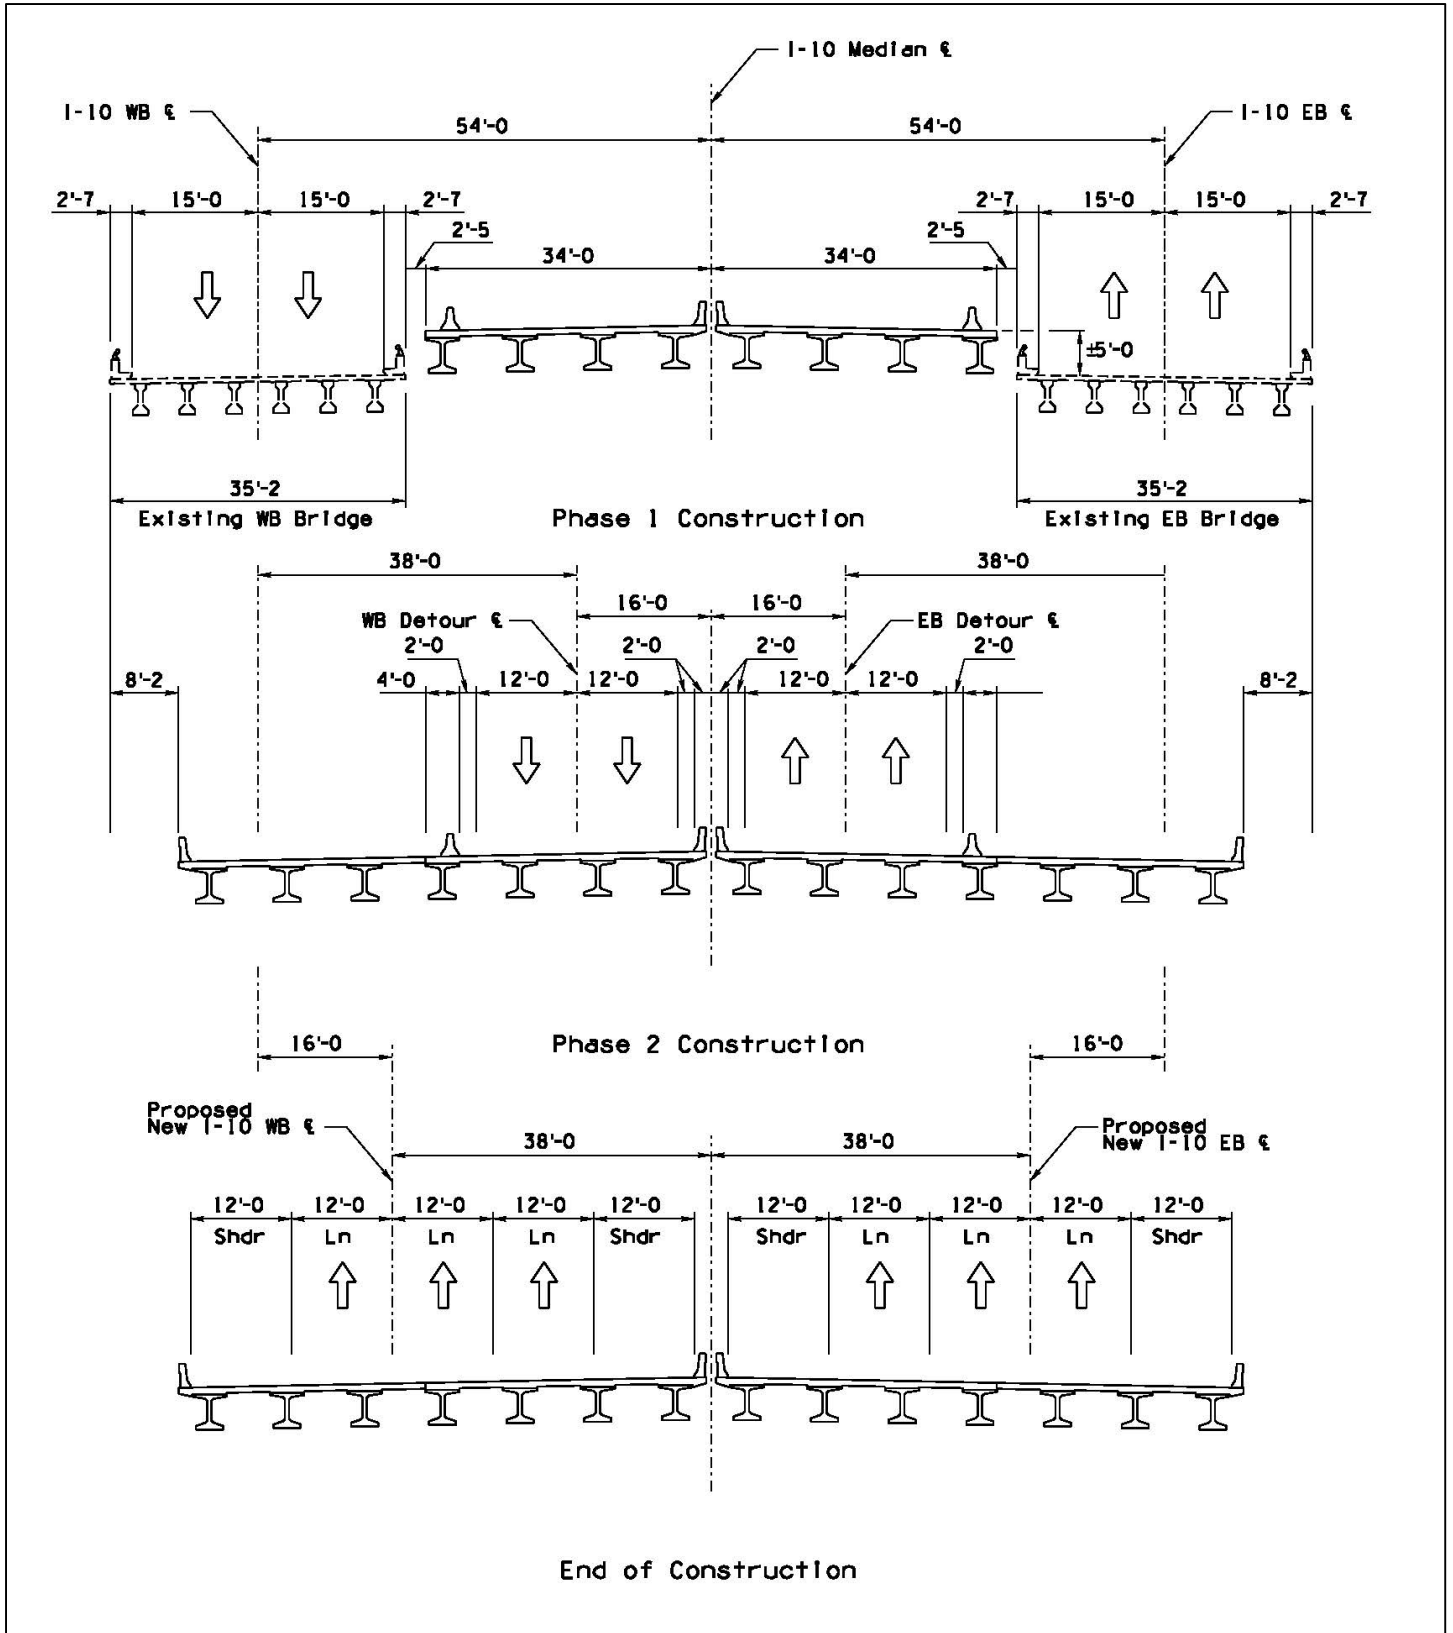 I-10 Median ℄
I-10 WB ℄
I-10 EB ℄
54'-0 54'-0
2'-7 15'-0 15'-0 2'-7 2'-7 15'-0 15'-0 2'-7
2'-5 2'-5
34'-0 34'-0
±5'-0
35'-2 35'-2
Existing WB Bridge Phase 1 Construction Existing EB Bridge
38'-0 38'-0
16'-0 16'-0
WB Detour ℄ EB Detour ℄
2'-0 2'-0 2'-0 2'-0
8'-2 4'-0 12'-0 12'-0 12'-0 12'-0 8'-2
Phase 2 Construction
16'-0 16'-0
Proposed
New I-10 WB ℄
Proposed
New I-10 EB ℄
38'-0 38'-0
12'-0 12'-0 12'-0 12'-0 12'-0 12'-0 12'-0 12'-0 12'-0 12'-0
Shdr Ln Ln Ln Shdr Shdr Ln Ln Ln Shdr
End of Construction